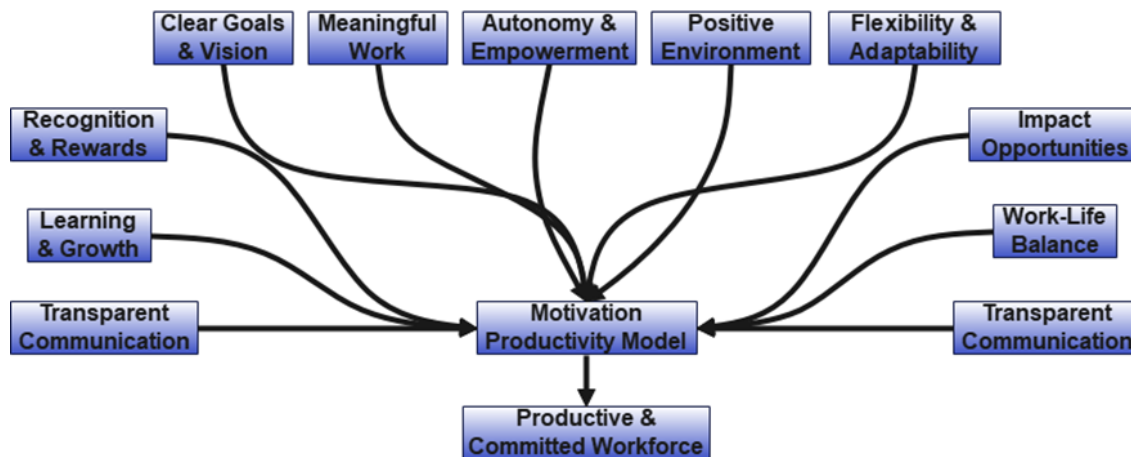 Clear Goals
& Vision
Meaningful
Work
Autonomy &
Empowerment
Positive
Environment
Flexibility &
Adaptability
Recognition
& Rewards
Impact
Opportunities
Learning
& Growth
Work-Life
Balance
Transparent
Communication
Motivation
Productivity Model
Transparent
Communication
Productive &
Committed Workforce